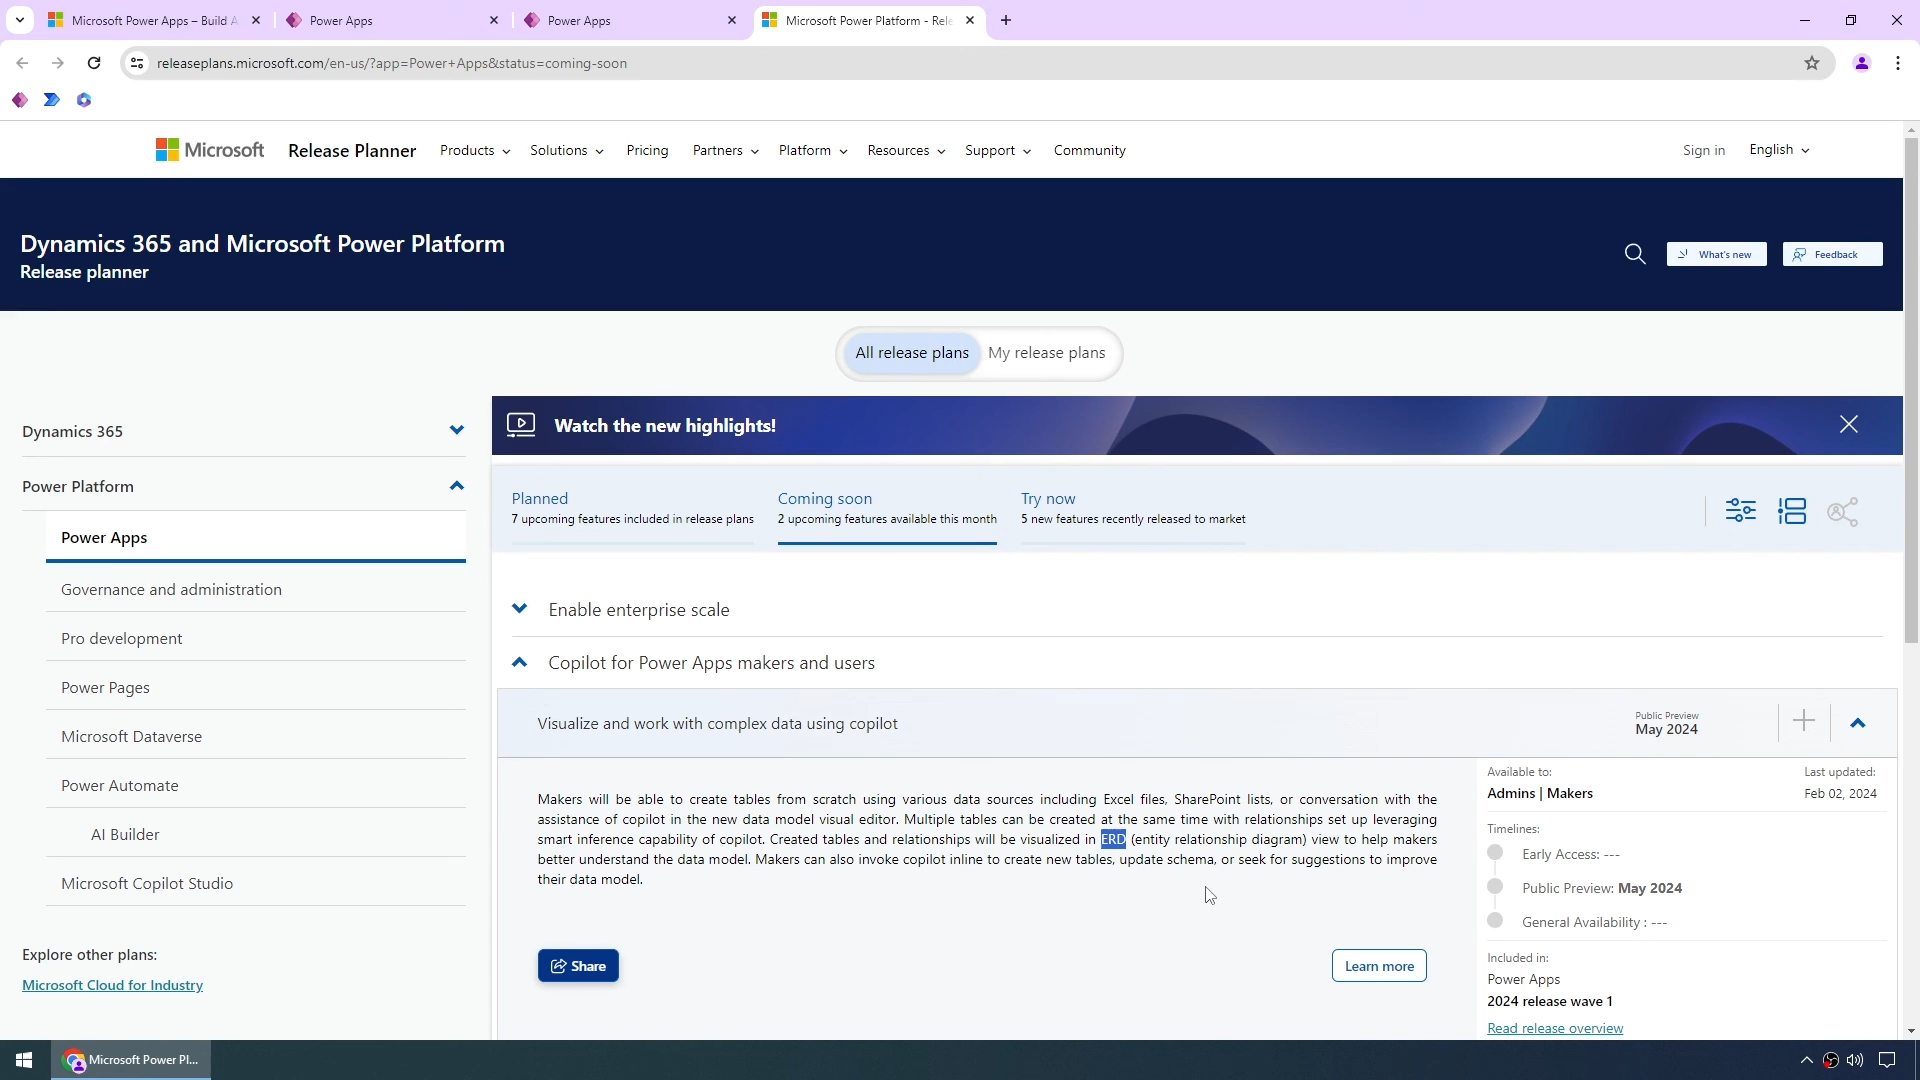 Microsoft Power Apps – Build A
Power Apps
Power Apps
Microsoft Power Platform - Rele
releaseplans.microsoft.com/en-us/?app=Power+Apps&status=coming-soon
Microsoft
Release Planner
Products
Solutions
Pricing
Partners
Platform
Resources
Support
Community
Sign in
English
Dynamics 365 and Microsoft Power Platform
Release planner
What's new
Feedback
All release plans
My release plans
Dynamics 365
Power Platform
Power Apps
Governance and administration
Pro development
Power Pages
Microsoft Dataverse
Power Automate
AI Builder
Microsoft Copilot Studio
Explore other plans:
Microsoft Cloud for Industry
Watch the new highlights!
Planned
7 upcoming features included in release plans
Coming soon
2 upcoming features available this month
Try now
5 new features recently released to market
Enable enterprise scale
Copilot for Power Apps makers and users
Visualize and work with complex data using copilot
Public Preview
May 2024
Makers will be able to create tables from scratch using various data sources including Excel files, SharePoint lists, or conversation with the
assistance of copilot in the new data model visual editor. Multiple tables can be created at the same time with relationships set up leveraging
smart inference capability of copilot. Created tables and relationships will be visualized in ERD (entity relationship diagram) view to help makers
better understand the data model. Makers can also invoke copilot inline to create new tables, update schema, or seek for suggestions to improve
their data model.
Share
Learn more
Available to:
Admins | Makers
Last updated:
Feb 02, 2024
Timelines:
Early Access: ---
Public Preview: May 2024
General Availability : ---
Included in:
Power Apps
2024 release wave 1
Read release overview
Microsoft Power Pl...